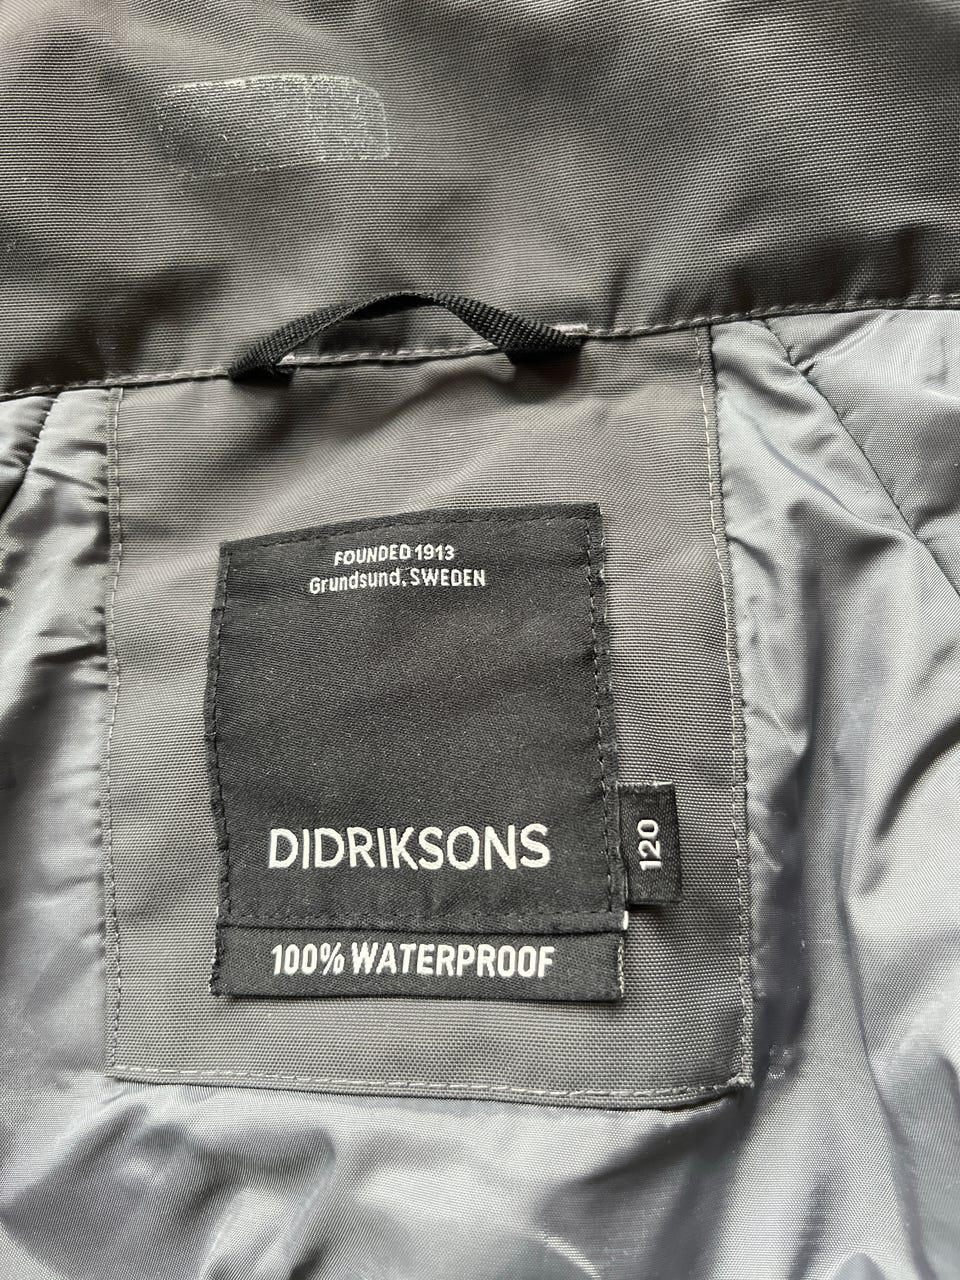 FOUNDED 1913
Grundsund, SWEDEN
DIDRIKSONS
120
100% WATERPROOF